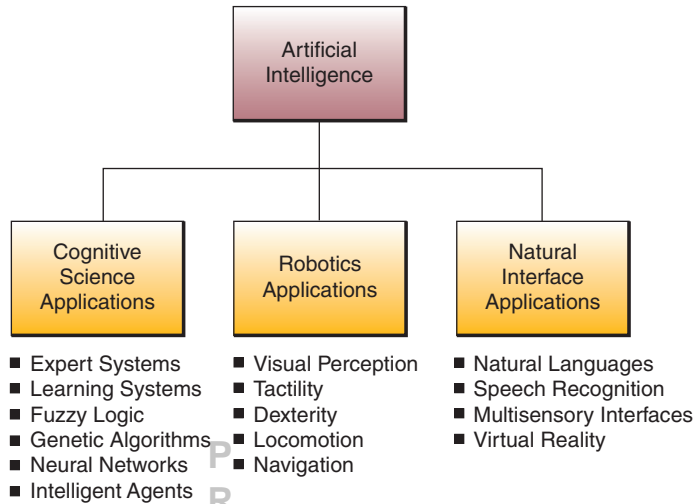 Artificial
Intelligence
Cognitive
Science
Applications
Robotics
Applications
Natural
Interface
Applications
■ Expert Systems
■ Learning Systems
■ Fuzzy Logic
■ Genetic Algorithms
■ Neural Networks
■ Intelligent Agents
■ Visual Perception
■ Tactility
■ Dexterity
■ Locomotion
■ Navigation
■ Natural Languages
■ Speech Recognition
■ Multisensory Interfaces
■ Virtual Reality
P
R